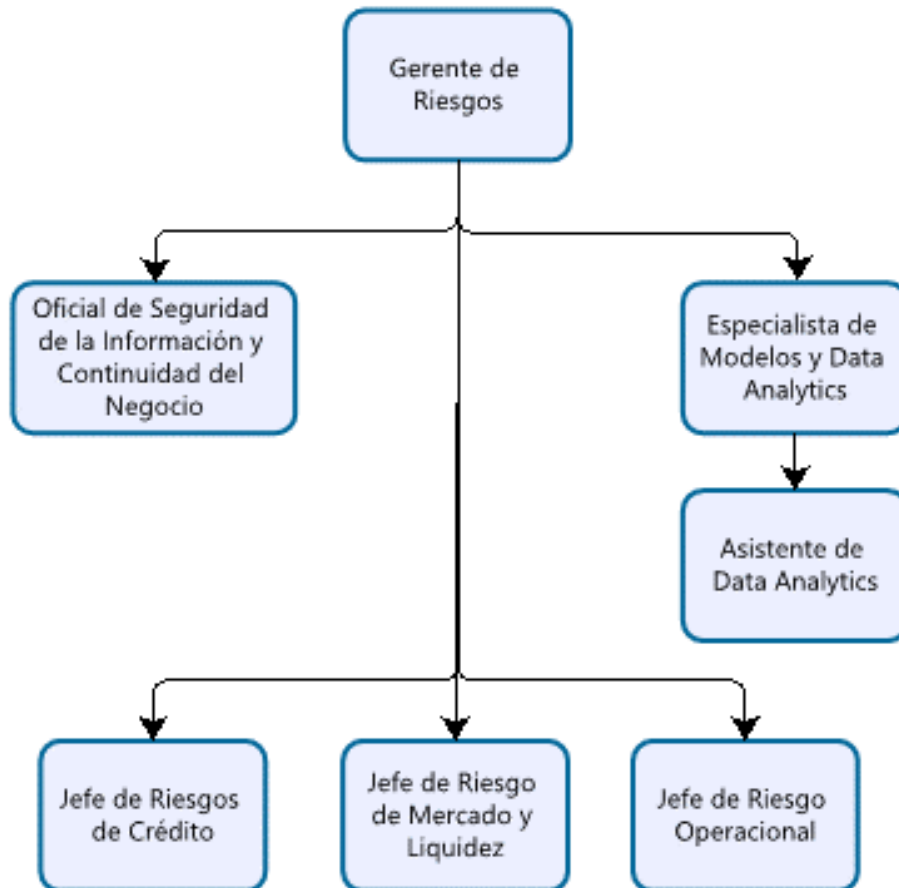 Gerente de
Riesgos
Oficial de Seguridad
de la Información y
Continuidad del
Negocio
Especialista de
Modelos y Data
Analytics
Asistente de
Data Analytics
Jefe de Riesgos
de Crédito
Jefe de Riesgo
de Mercado y
Liquidez
Jefe de Riesgo
Operacional